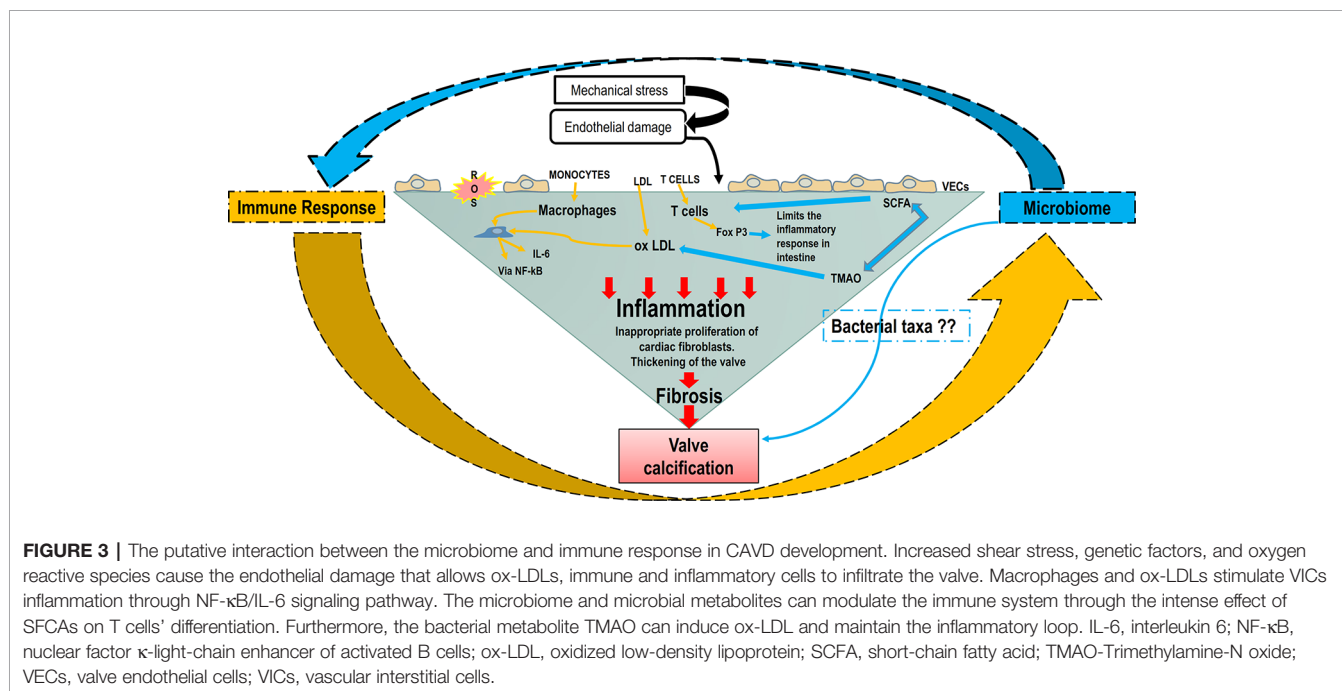 Mechanical stress
Endothelial damage
R
O
S
MONOCYTES
LDL
T CELLS
VECs
Immune Response
Macrophages
T cells
SCFA
Microbiome
Fox P3
Limits the
inflammatory
response in
intestine
IL-6
ox LDL
Via NF-kB
TMAO
Inflammation
Inappropriate proliferation of
cardiac fibroblasts.
Thickening of the valve
Bacterial taxa ??
Fibrosis
Valve
calcification
FIGURE 3 | The putative interaction between the microbiome and immune response in CAVD development. Increased shear stress, genetic factors, and oxygen
reactive species cause the endothelial damage that allows ox-LDLs, immune and inflammatory cells to infiltrate the valve. Macrophages and ox-LDLs stimulate VICs
inflammation through NF-κB/IL-6 signaling pathway. The microbiome and microbial metabolites can modulate the immune system through the intense effect of
SFCAs on T cells’ differentiation. Furthermore, the bacterial metabolite TMAO can induce ox-LDL and maintain the inflammatory loop. IL-6, interleukin 6; NF-κB,
nuclear factor κ-light-chain enhancer of activated B cells; ox-LDL, oxidized low-density lipoprotein; SCFA, short-chain fatty acid; TMAO-Trimethylamine-N oxide;
VECs, valve endothelial cells; VICs, vascular interstitial cells.